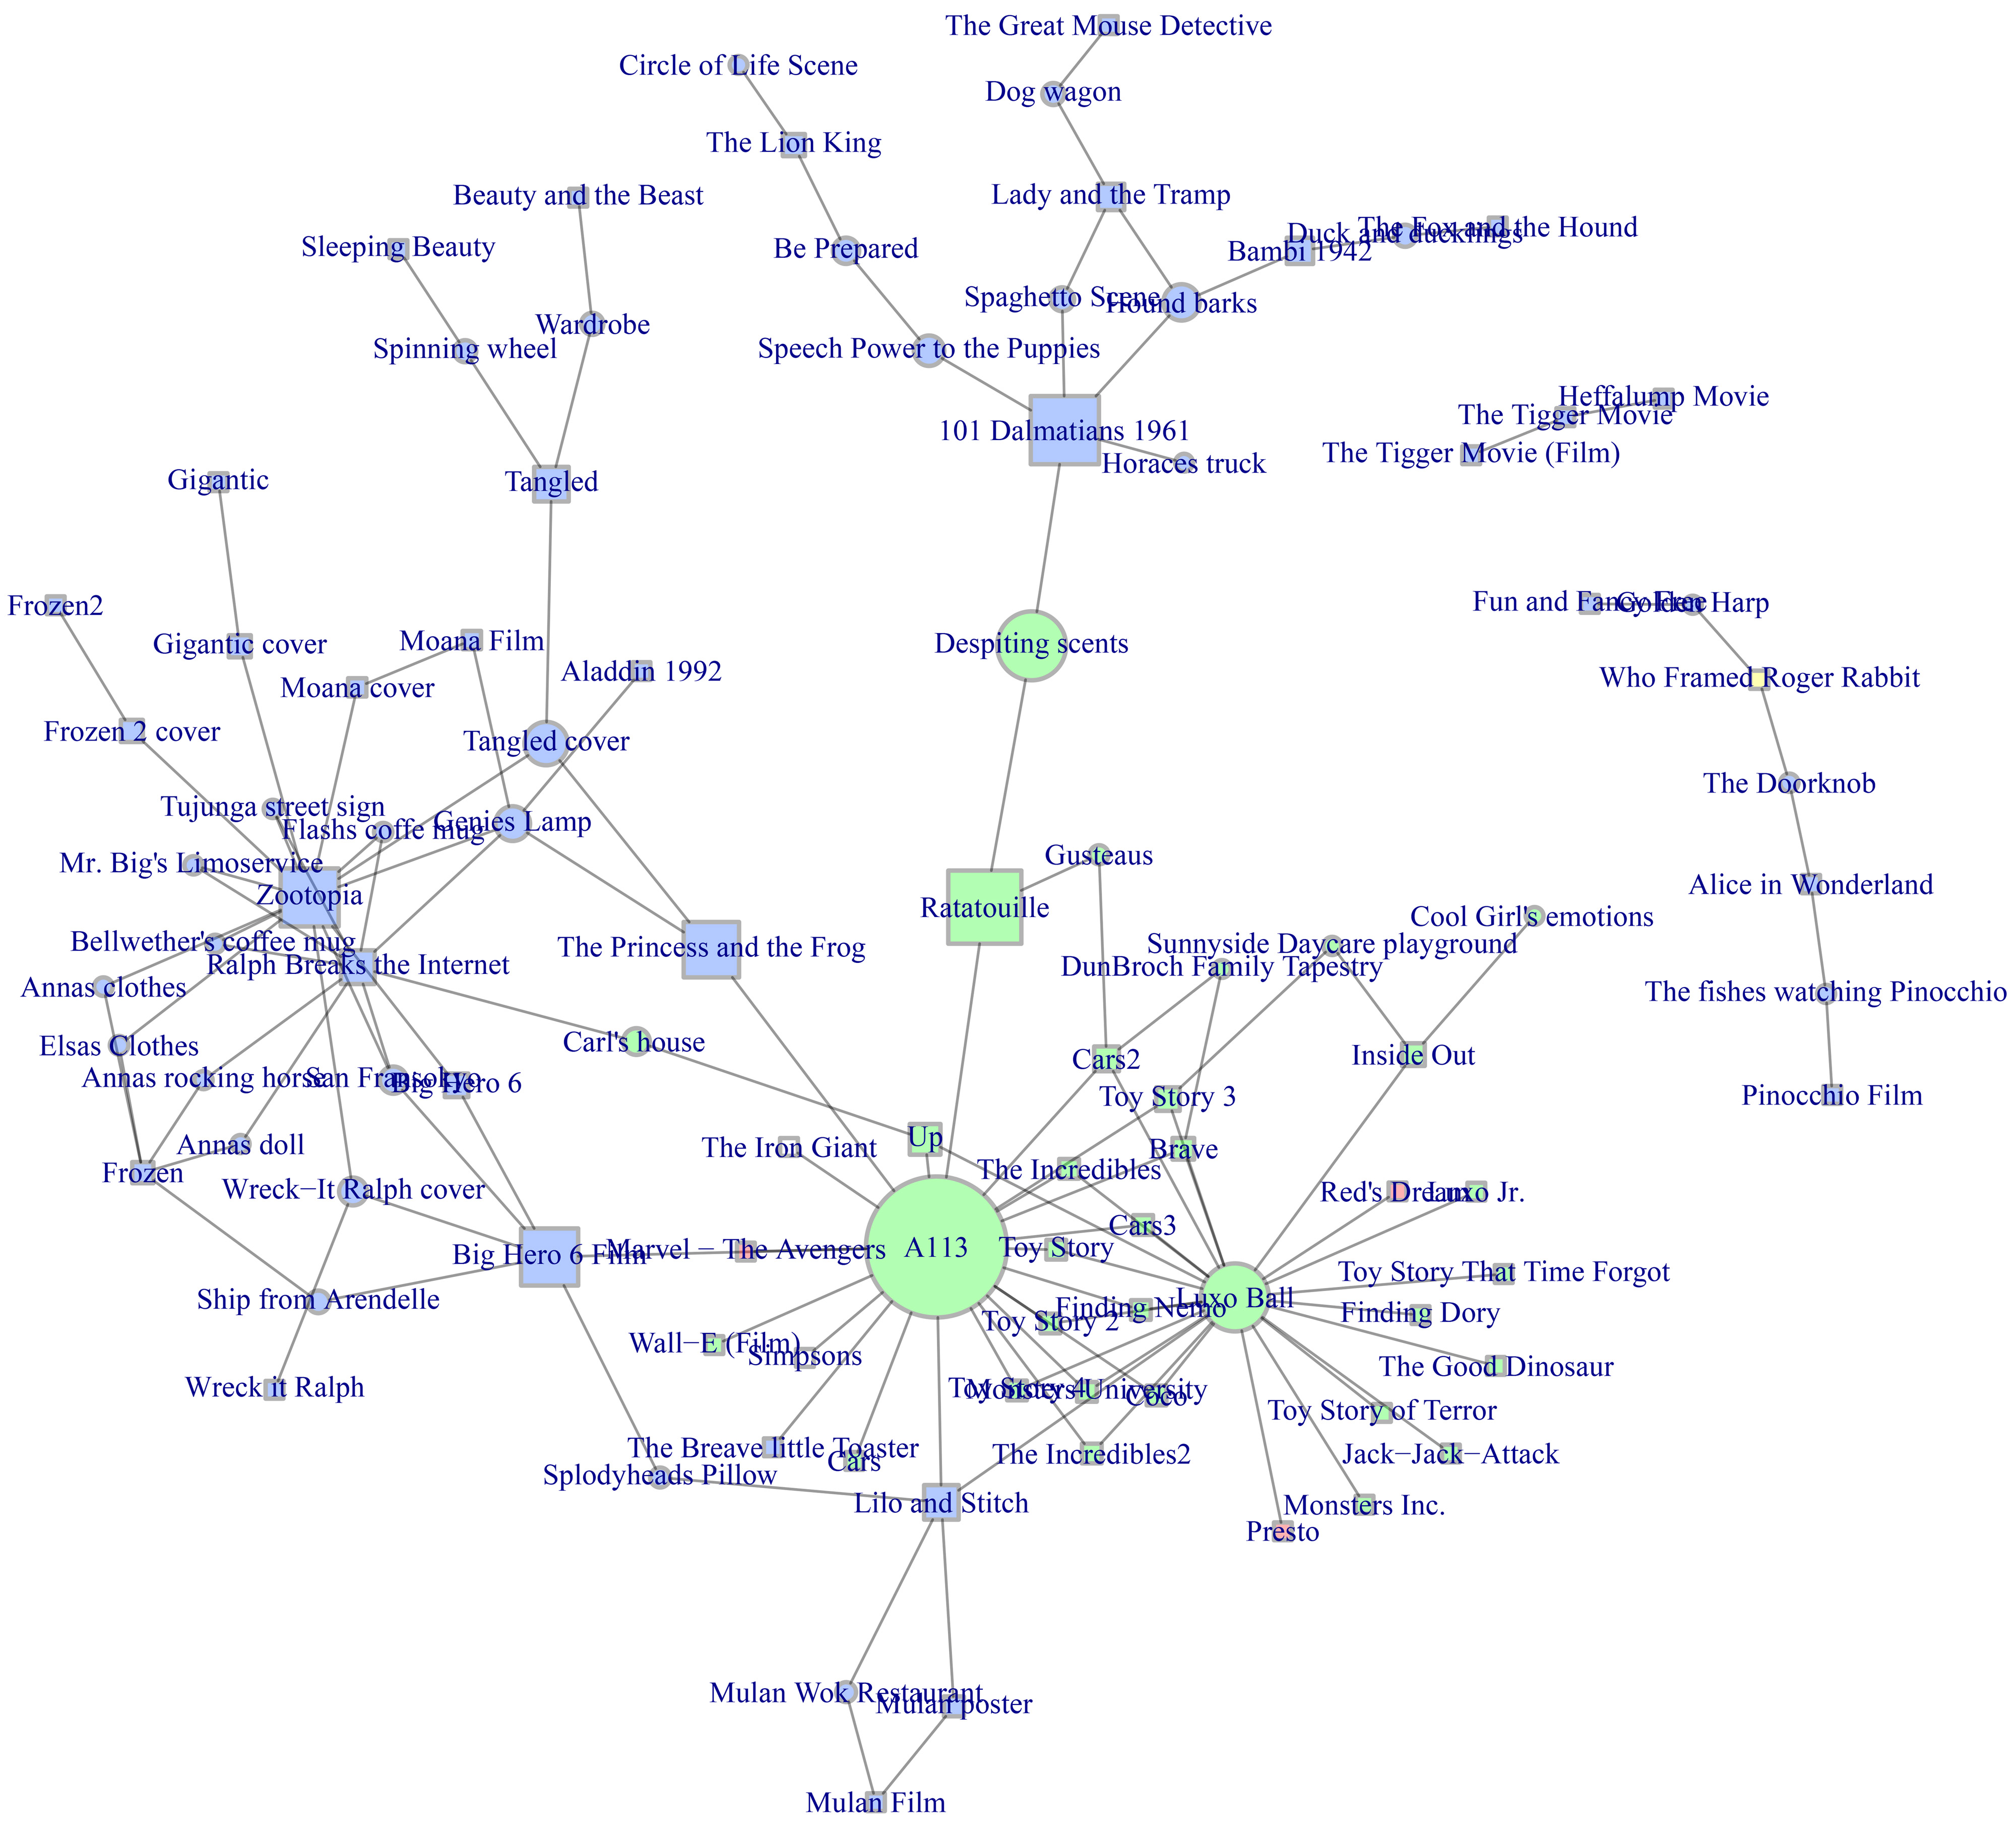 The Great Mouse Detective
Circle of Life Scene
Dog wagon
The Lion King
Beauty and the Beast
Lady and the Tramp
Sleeping Beauty
Be Prepared
The Fox and the Hound
Duck and ducklings
Bambi 1942
Spaghetto Scene
Hound barks
Wardrobe
Spinning wheel
Speech Power to the Puppies
Heffalump Movie
The Tigger Movie
101 Dalmatians 1961
The Tigger Movie (Film)
Horaces truck
Gigantic
Tangled
Frozen2
Fun and Fancy Free
Golden Harp
Gigantic cover
Moana Film
Despiting scents
Aladdin 1992
Who Framed Roger Rabbit
Moana cover
Frozen 2 cover
Tangled cover
The Doorknob
Tujunga street sign
Flashs coffe mug
Genies Lamp
Mr. Big's Limoservice
Gusteaus
Zootopia
Alice in Wonderland
Ratatouille
Cool Girl's emotions
Bellwether's coffee mug
The Princess and the Frog
Sunnyside Daycare playground
Ralph Breaks the Internet
DunBroch Family Tapestry
Annas clothes
The fishes watching Pinocchio
Elsas Clothes
Carl's house
Cars2
Inside Out
Annas rocking horse
San Fransokyo
Big Hero 6
Toy Story 3
Pinocchio Film
Annas doll
The Iron Giant
Up
Brave
Frozen
The Incredibles
Wreck−It Ralph cover
Red's Dream
Luxo Jr.
Cars3
Big Hero 6 Film
Marvel − The Avengers
A113
Toy Story
Toy Story That Time Forgot
Ship from Arendelle
Luxo Ball
Finding Nemo
Finding Dory
Toy Story 2
Wall−E (Film)
Simpsons
The Good Dinosaur
Wreck it Ralph
Toy Story 4
Monsters University
Coco
Toy Story of Terror
The Breave little Toaster
Cars
The Incredibles2
Jack−Jack−Attack
Splodyheads Pillow
Lilo and Stitch
Monsters Inc.
Presto
Mulan Wok Restaurant
Mulan poster
Mulan Film